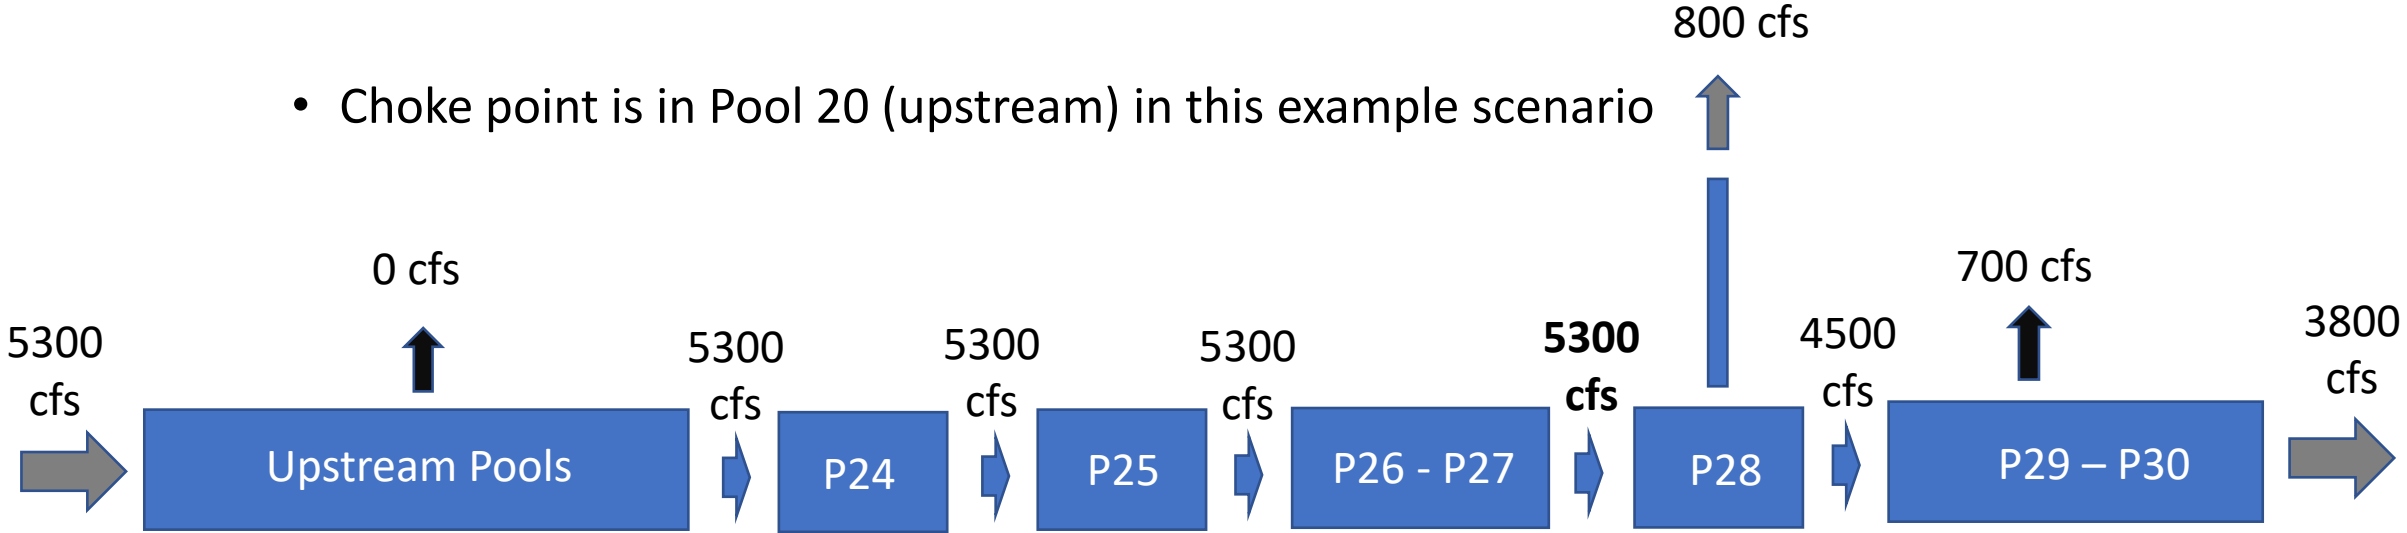 800 cfs
• Choke point is in Pool 20 (upstream) in this example scenario
0 cfs
700 cfs
5300
cfs
5300
cfs
5300
cfs
5300
cfs
5300
cfs
4500
cfs
3800
cfs
Upstream Pools
P24
P25
P26 - P27
P28
P29 – P30